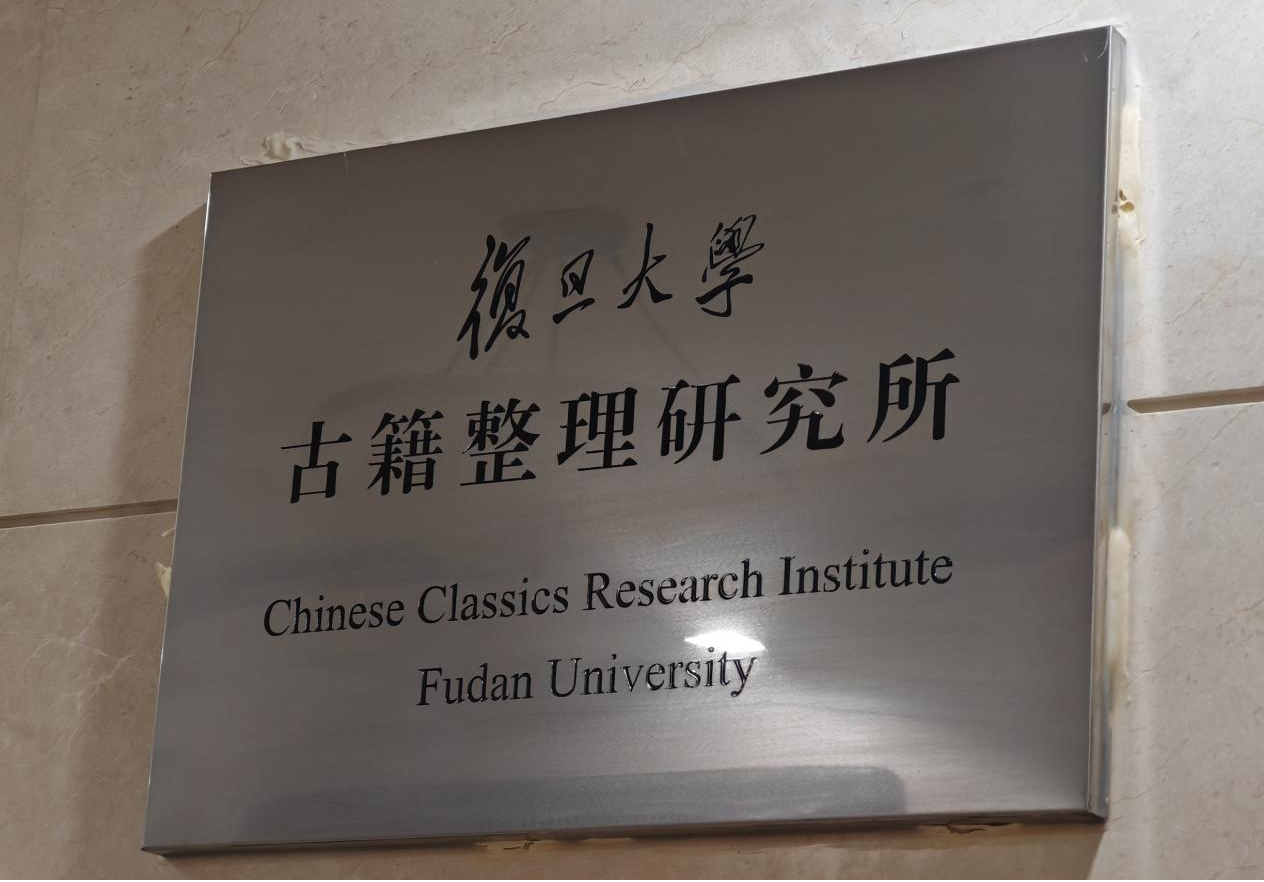 復旦大學
古籍整理研究所
Chinese Classics Research Institute
Fudan University